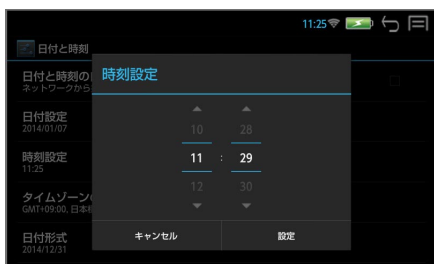 11:25
日付と時刻
日付と時刻の
ネットワークから
時刻設定
日付設定
2014/01/07
10 28
11 : 29
12 30
時刻設定
11:25
タイムゾーン
GMT+09:00, 日本標
キャンセル 設定
日付形式
2014/12/31